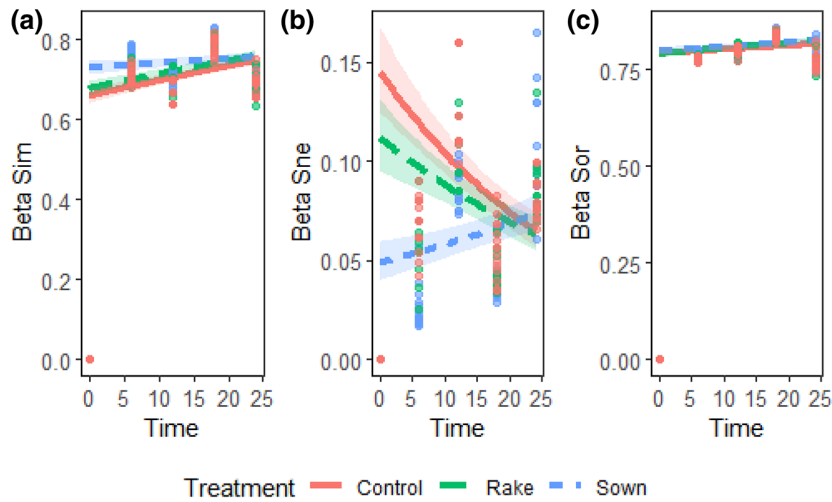 (a)
0.8
0.6
0.4
0.2
0.0
Beta Sim
0 5 10 15 20 25
Time
(b)
0.15
0.10
0.05
0.00
Beta Sne
0 5 10 15 20 25
Time
(c)
0.75
0.50
0.25
0.00
Beta Sor
0 5 10 15 20 25
Time
Treatment Control Rake Sown